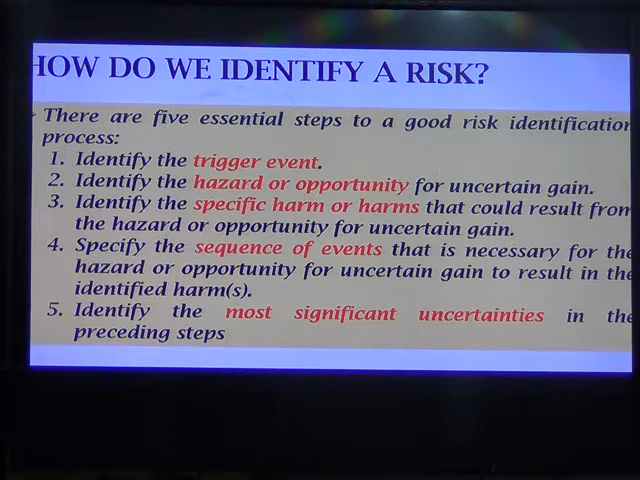 HOW DO WE IDENTIFY A RISK?
There are five essential steps to a good risk identification
process:
1. Identify the trigger event.
2. Identify the hazard or opportunity for uncertain gain.
3. Identify the specific harm or harms that could result from
the hazard or opportunity for uncertain gain.
4. Specify the sequence of events that is necessary for the
hazard or opportunity for uncertain gain to result in the
identified harm(s).
5. Identify the most significant uncertainties in the
preceding steps